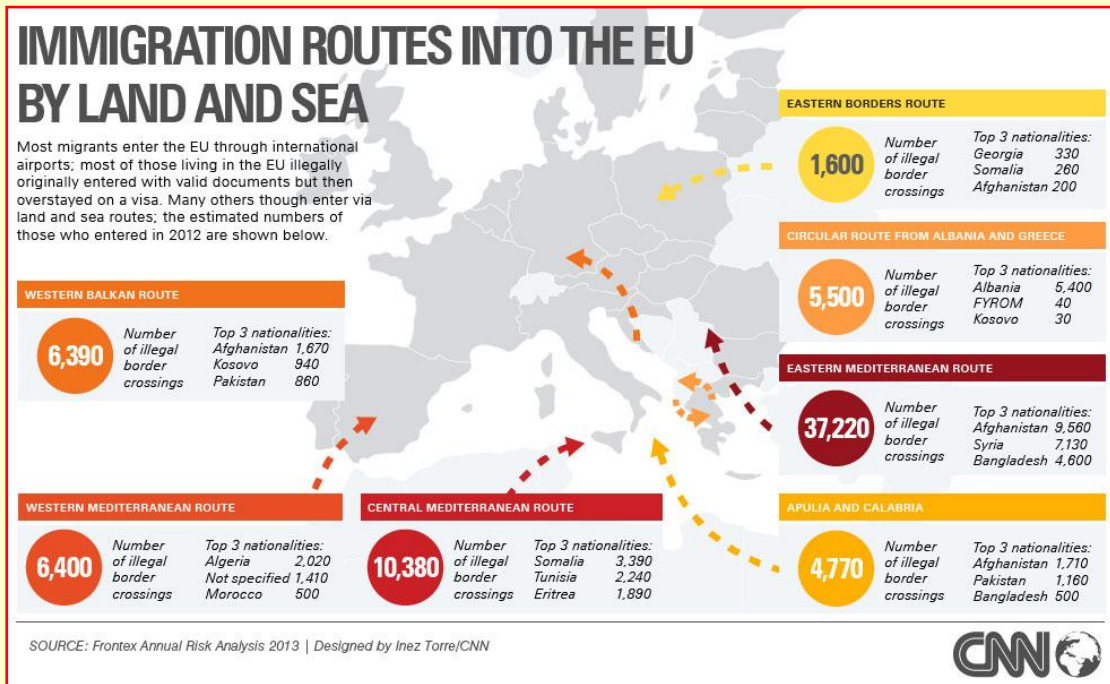 IMMIGRATION ROUTES INTO THE EU
BY LAND AND SEA
Most migrants enter the EU through international
airports; most of those living in the EU illegally
originally entered with valid documents but then
overstayed on a visa. Many others though enter via
land and sea routes; the estimated numbers of
those who entered in 2012 are shown below.
EASTERN BORDERS ROUTE
1,600
Number
of illegal
border
crossings
Top 3 nationalities:
Georgia 330
Somalia 260
Afghanistan 200
CIRCULAR ROUTE FROM ALBANIA AND GREECE
5,500
Number
of illegal
border
crossings
Top 3 nationalities:
Albania 5,400
FYROM 40
Kosovo 30
WESTERN BALKAN ROUTE
6,390
Number
of illegal
border
crossings
Top 3 nationalities:
Afghanistan 1,670
Kosovo 940
Pakistan 860
EASTERN MEDITERRANEAN ROUTE
37,220
Number
of illegal
border
crossings
Top 3 nationalities:
Afghanistan 9,560
Syria 7,130
Bangladesh 4,600
WESTERN MEDITERRANEAN ROUTE
6,400
Number
of illegal
border
crossings
Top 3 nationalities:
Algeria 2,020
Not specified 1,410
Morocco 500
CENTRAL MEDITERRANEAN ROUTE
10,380
Number
of illegal
border
crossings
Top 3 nationalities:
Somalia 3,390
Tunisia 2,240
Eritrea 1,890
APULIA AND CALABRIA
4,770
Number
of illegal
border
crossings
Top 3 nationalities:
Afghanistan 1,710
Pakistan 1,160
Bangladesh 500
SOURCE: Frontex Annual Risk Analysis 2013 | Designed by Inez Torre/CNN
CNN